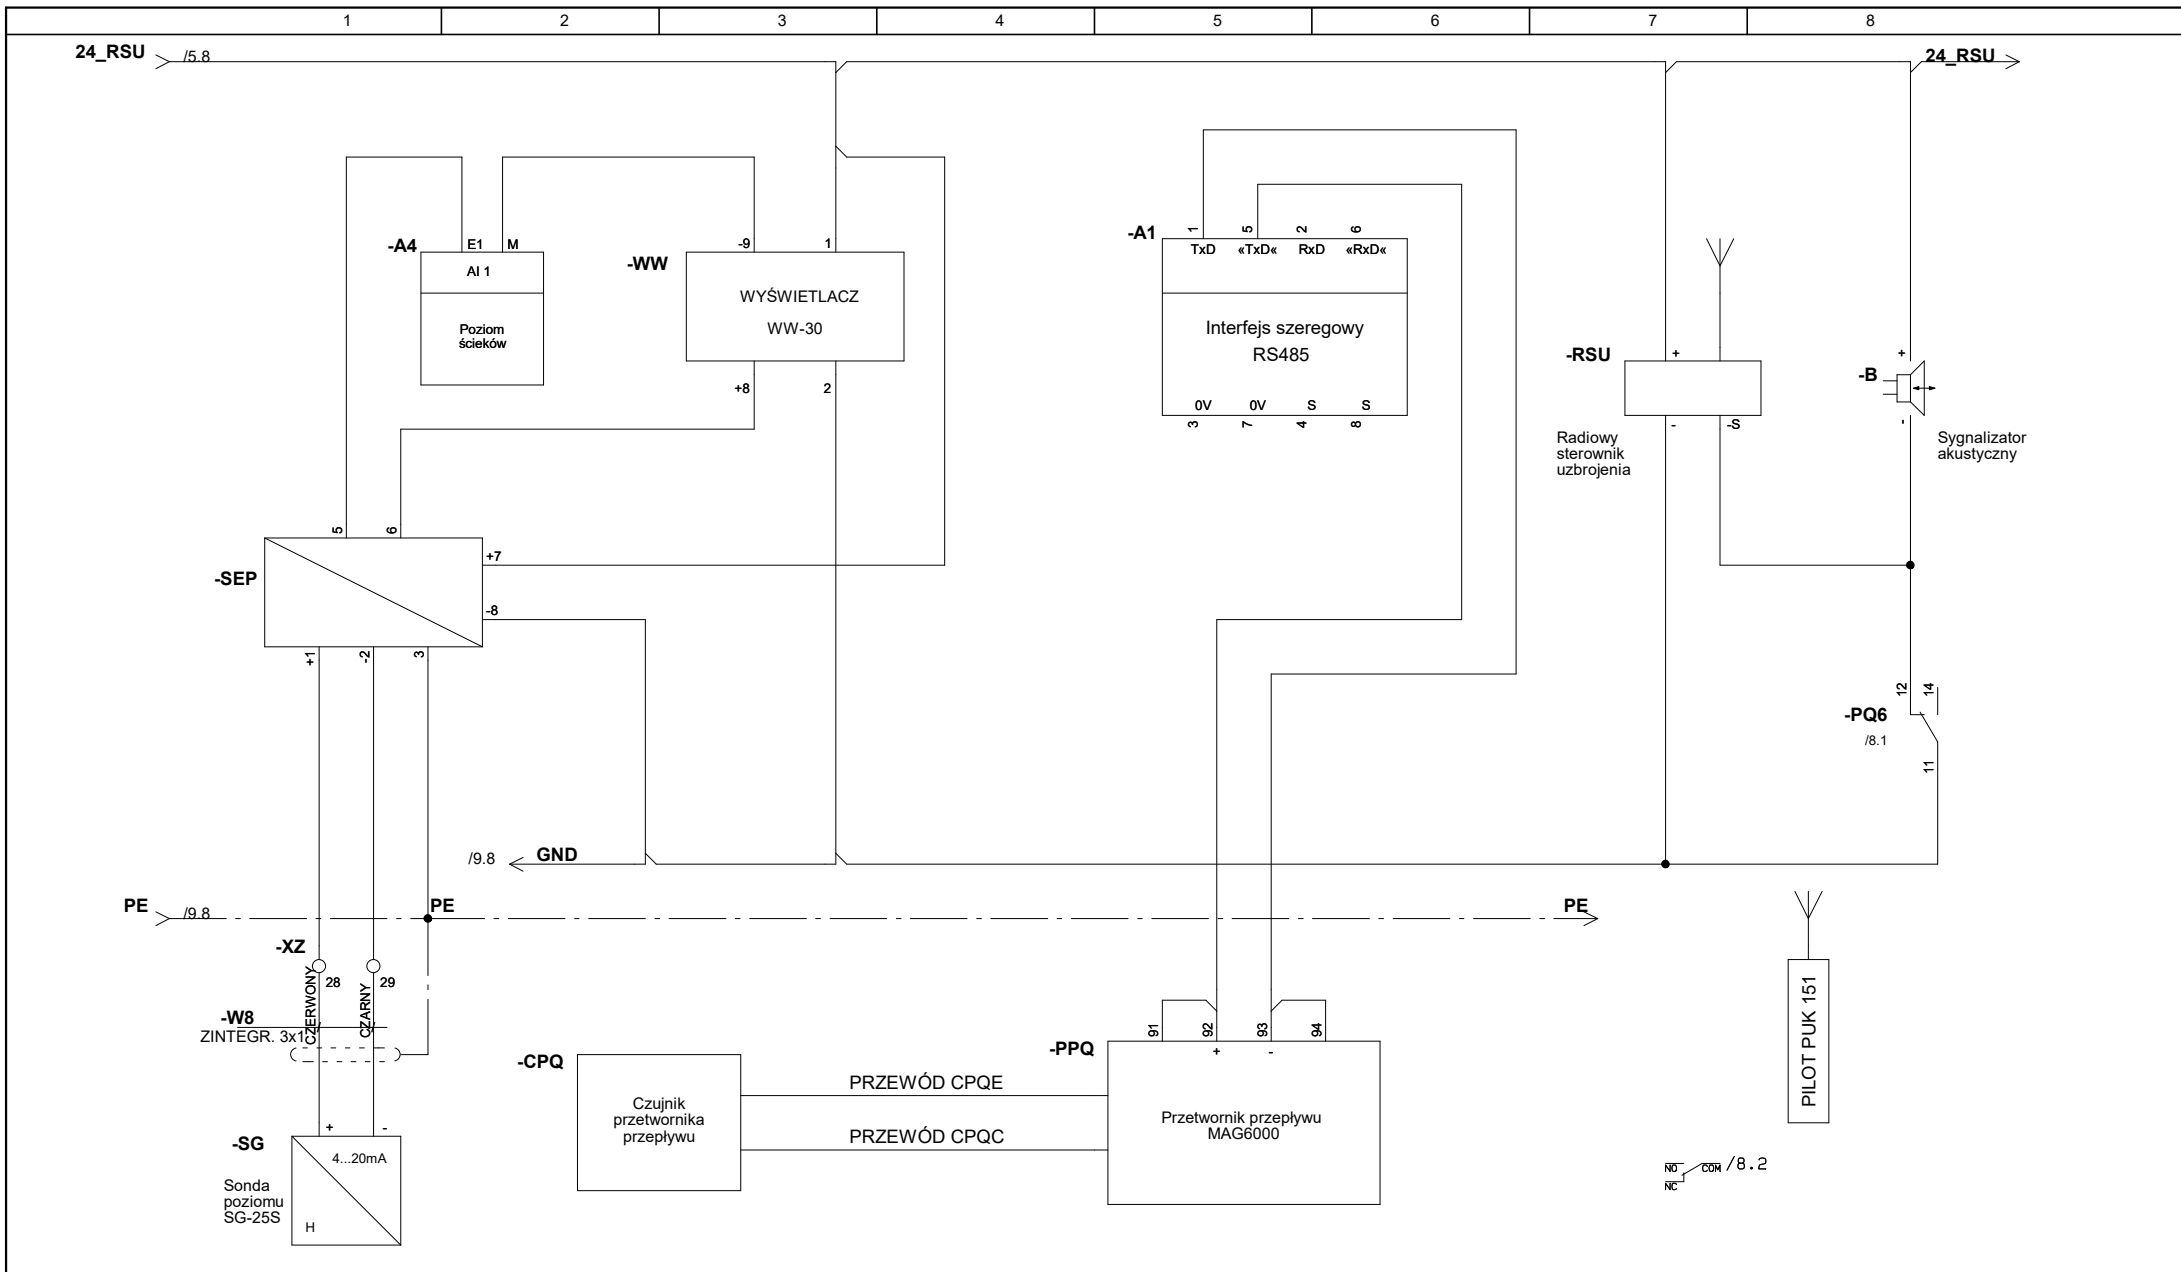 1 2 3 4 5 6 7 8
24_RSU /5.8
24_RSU
-A4
E1 M
AI 1
Poziom
ścieków
-WW
-9 1
WYŚWIETLACZ
WW-30
+8 2
-A1
1 5 2 6
TxD «TxD« RxD «RxD«
Interfejs szeregowy
RS485
0V 0V S S
3 7 4 8
-RSU
+
- -S
Radiowy
sterownik
uzbrojenia
-B
+
-
Sygnalizator
akustyczny
5 6
-SEP
+7
-8
+1 -2 3
12 14
-PQ6
/8.1
11
/9.8 GND
PE /9.8
PE
PE
-XZ
28 29
CZERWONY
CZARNY
-W8
ZINTEGR. 3x1
-SG
+ -
4...20mA
H
Sonda
poziomu
SG-25S
-CPQ
Czujnik
przetwornika
przepływu
PRZEWÓD CPQE
PRZEWÓD CPQC
-PPQ
91 92 93 94
+ -
Przetwornik przepływu
MAG6000
PILOT PUK 151
NO COM /8.2
NC